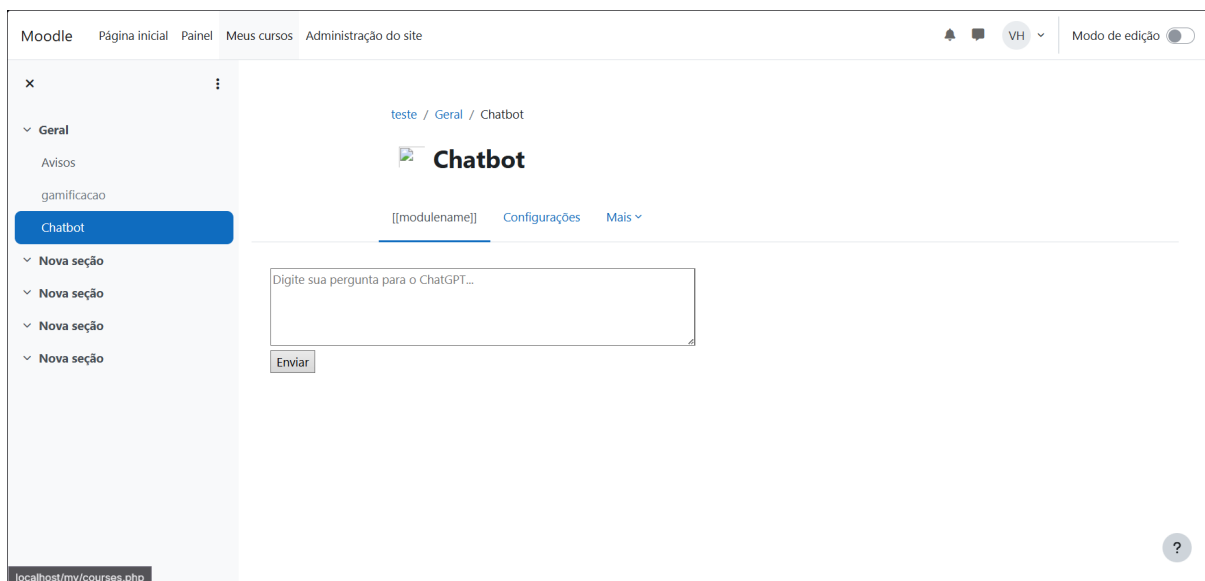 Moodle Página inicial Painel Meus cursos Administração do site VH Modo de edição
Geral
Avisos
gamificacao
Chatbot
Nova seção
Nova seção
Nova seção
Nova seção
teste / Geral / Chatbot
Chatbot
[[modulename]] Configurações Mais
Digite sua pergunta para o ChatGPT...
Enviar
?
localhost/my/courses.php